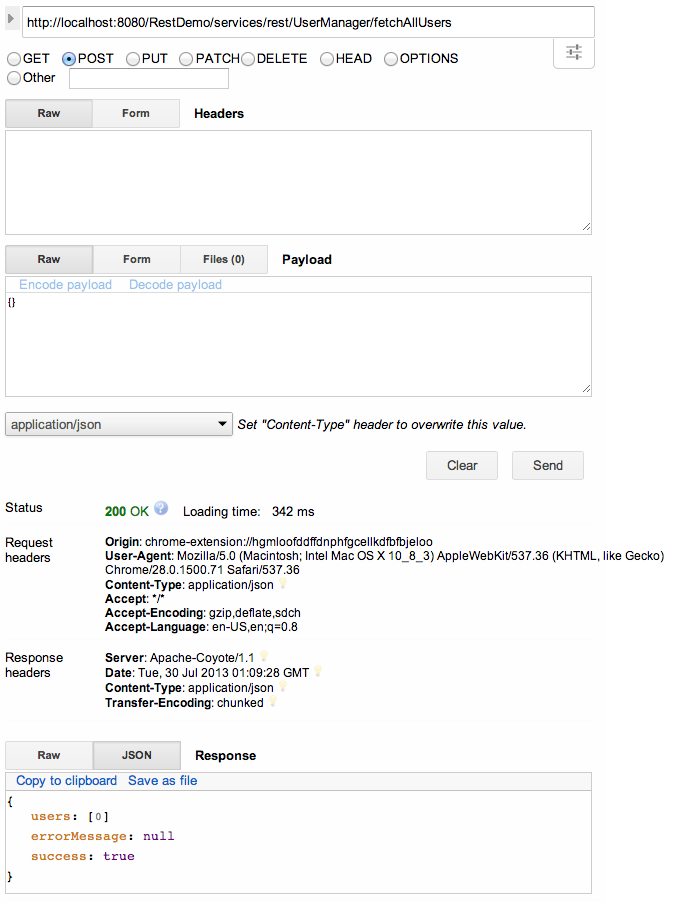 http://localhost:8080/RestDemo/services/rest/UserManager/fetchAllUsers
GET POST PUT PATCH DELETE HEAD OPTIONS
Other
Raw Form Headers
Raw Form Files (0) Payload
Encode payload Decode payload
{}
application/json Set "Content-Type" header to overwrite this value.
Clear Send
Status 200 OK ? Loading time: 342 ms
Request headers
Origin: chrome-extension://hgmloofddffdnphfgcellkdfbfbjeloo
User-Agent: Mozilla/5.0 (Macintosh; Intel Mac OS X 10_8_3) AppleWebKit/537.36 (KHTML, like Gecko)
Chrome/28.0.1500.71 Safari/537.36
Content-Type: application/json
Accept: */*
Accept-Encoding: gzip,deflate,sdch
Accept-Language: en-US,en;q=0.8
Response headers
Server: Apache-Coyote/1.1
Date: Tue, 30 Jul 2013 01:09:28 GMT
Content-Type: application/json
Transfer-Encoding: chunked
Raw JSON Response
Copy to clipboard Save as file
{
users: [0]
errorMessage: null
success: true
}